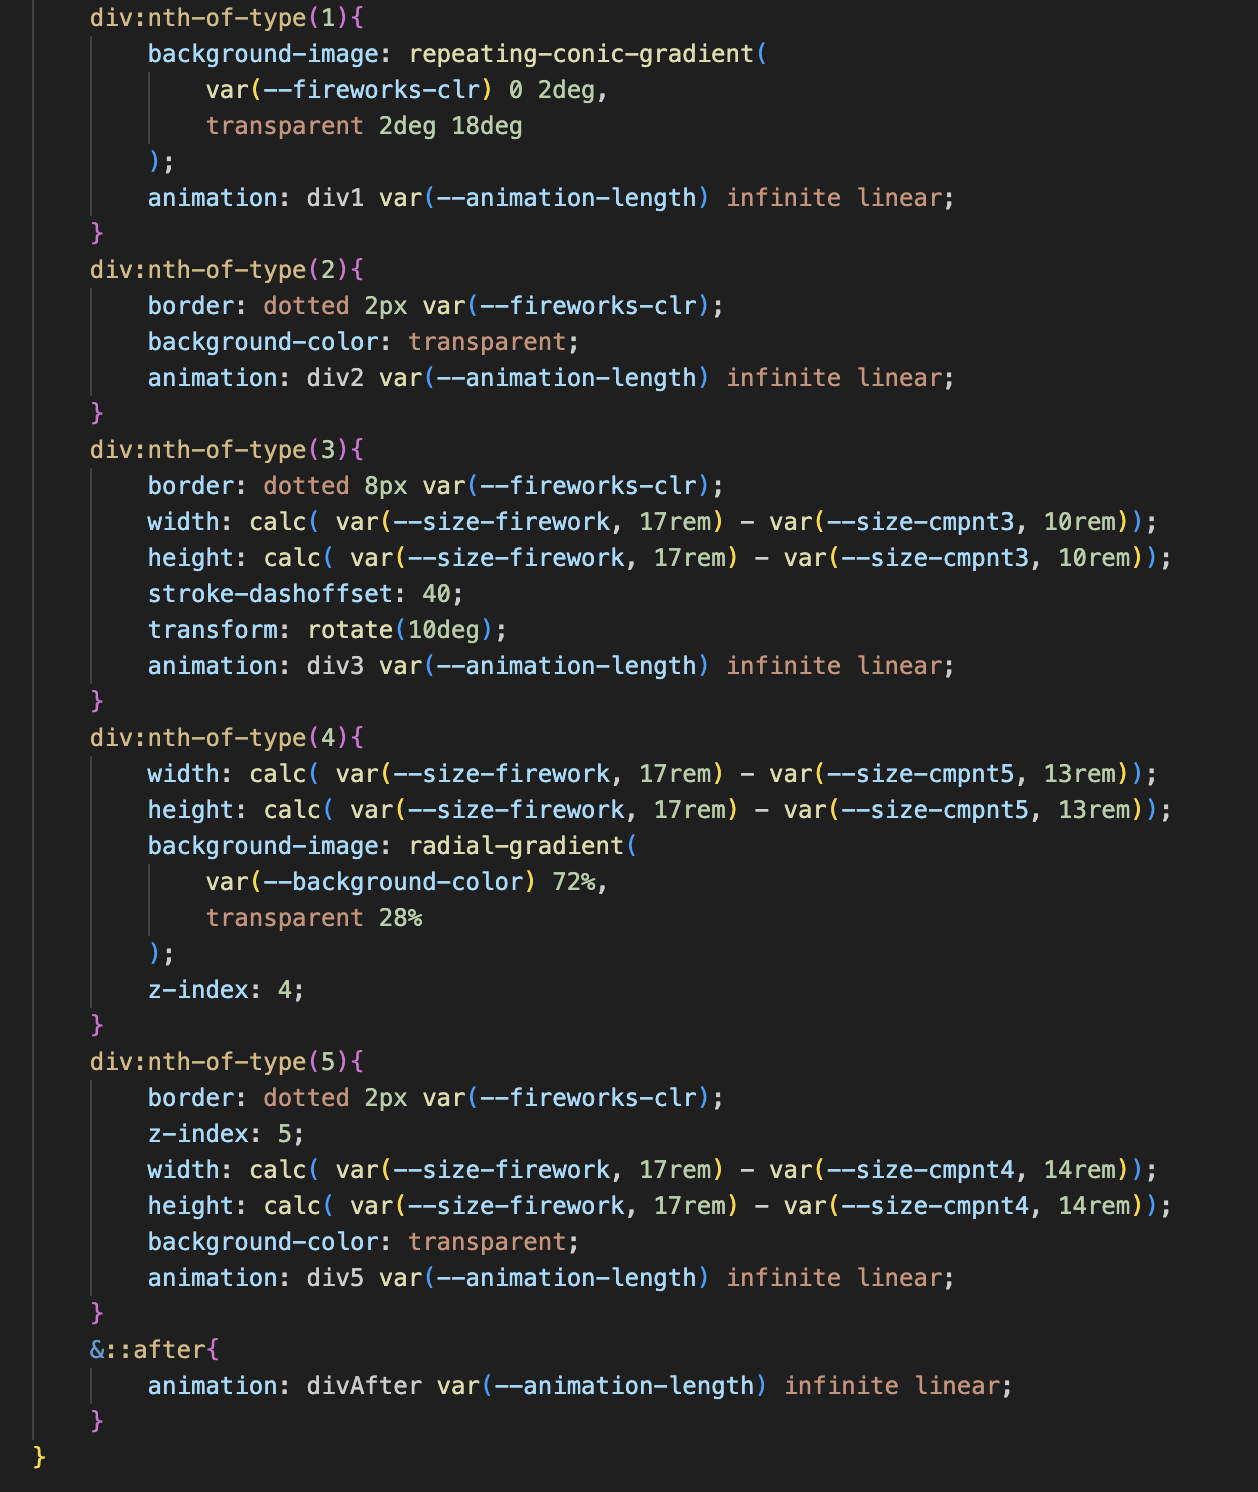 div:nth-of-type(1){
background-image: repeating-conic-gradient(
var(--fireworks-clr) 0 2deg,
transparent 2deg 18deg
);
animation: div1 var(--animation-length) infinite linear;
}
div:nth-of-type(2){
border: dotted 2px var(--fireworks-clr);
background-color: transparent;
animation: div2 var(--animation-length) infinite linear;
}
div:nth-of-type(3){
border: dotted 8px var(--fireworks-clr);
width: calc( var(--size-firework, 17rem) - var(--size-cmpnt3, 10rem));
height: calc( var(--size-firework, 17rem) - var(--size-cmpnt3, 10rem));
stroke-dashoffset: 40;
transform: rotate(10deg);
animation: div3 var(--animation-length) infinite linear;
}
div:nth-of-type(4){
width: calc( var(--size-firework, 17rem) - var(--size-cmpnt5, 13rem));
height: calc( var(--size-firework, 17rem) - var(--size-cmpnt5, 13rem));
background-image: radial-gradient(
var(--background-color) 72%,
transparent 28%
);
z-index: 4;
}
div:nth-of-type(5){
border: dotted 2px var(--fireworks-clr);
z-index: 5;
width: calc( var(--size-firework, 17rem) - var(--size-cmpnt4, 14rem));
height: calc( var(--size-firework, 17rem) - var(--size-cmpnt4, 14rem));
background-color: transparent;
animation: div5 var(--animation-length) infinite linear;
}
&::after{
animation: divAfter var(--animation-length) infinite linear;
}
}